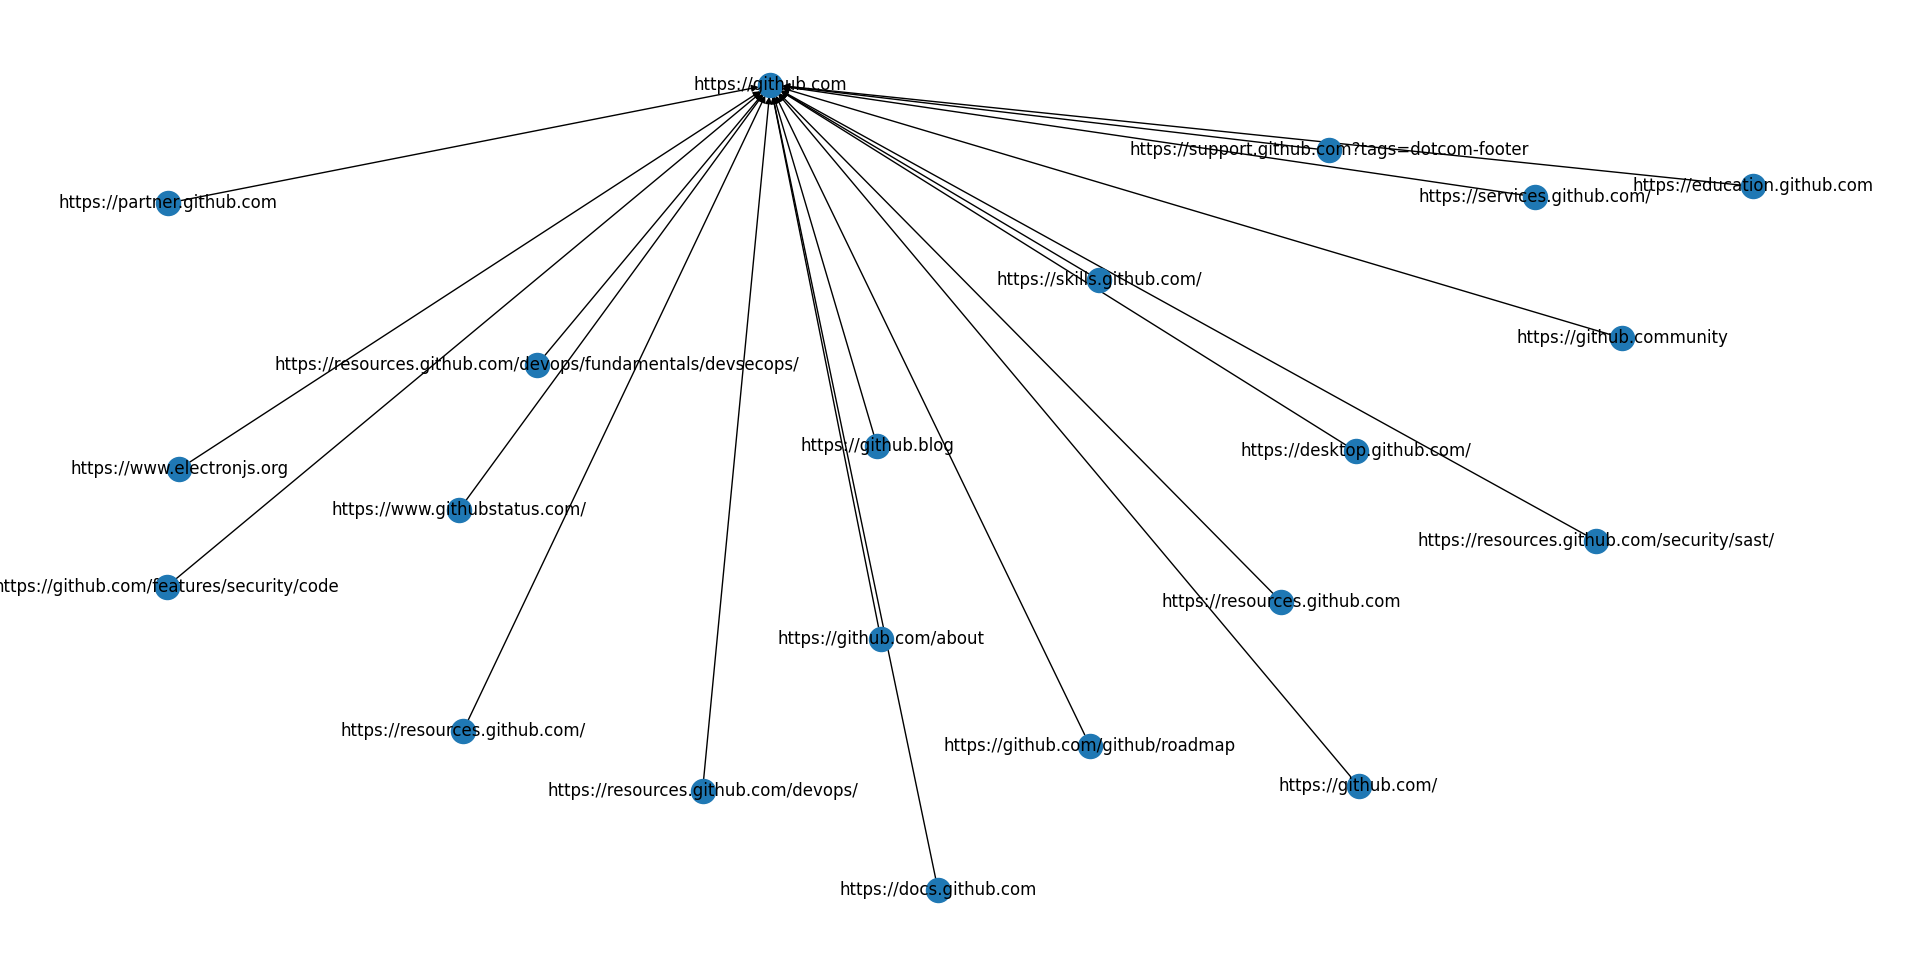 https://github.com
https://support.github.com?tags=dotcom-footer
https://education.github.com
https://services.github.com/
https://partner.github.com
https://skills.github.com/
https://github.community
https://resources.github.com/devops/fundamentals/devsecops/
https://github.blog
https://desktop.github.com/
https://www.electronjs.org
https://www.githubstatus.com/
https://resources.github.com/security/sast/
https://github.com/features/security/code
https://resources.github.com
https://github.com/about
https://resources.github.com/
https://github.com/github/roadmap
https://github.com/
https://resources.github.com/devops/
https://docs.github.com